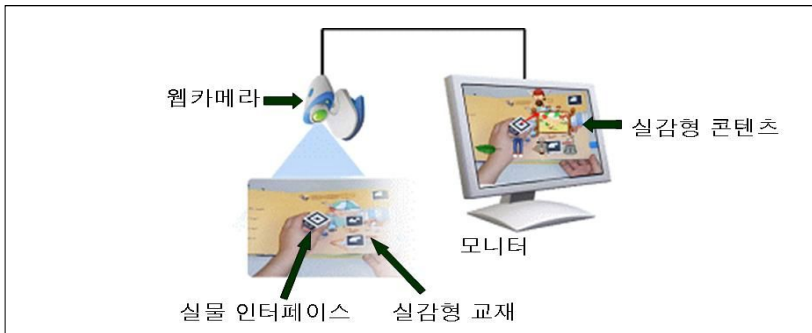 웹카메라
실감형 콘텐츠
모니터
실물 인터페이스
실감형 교재